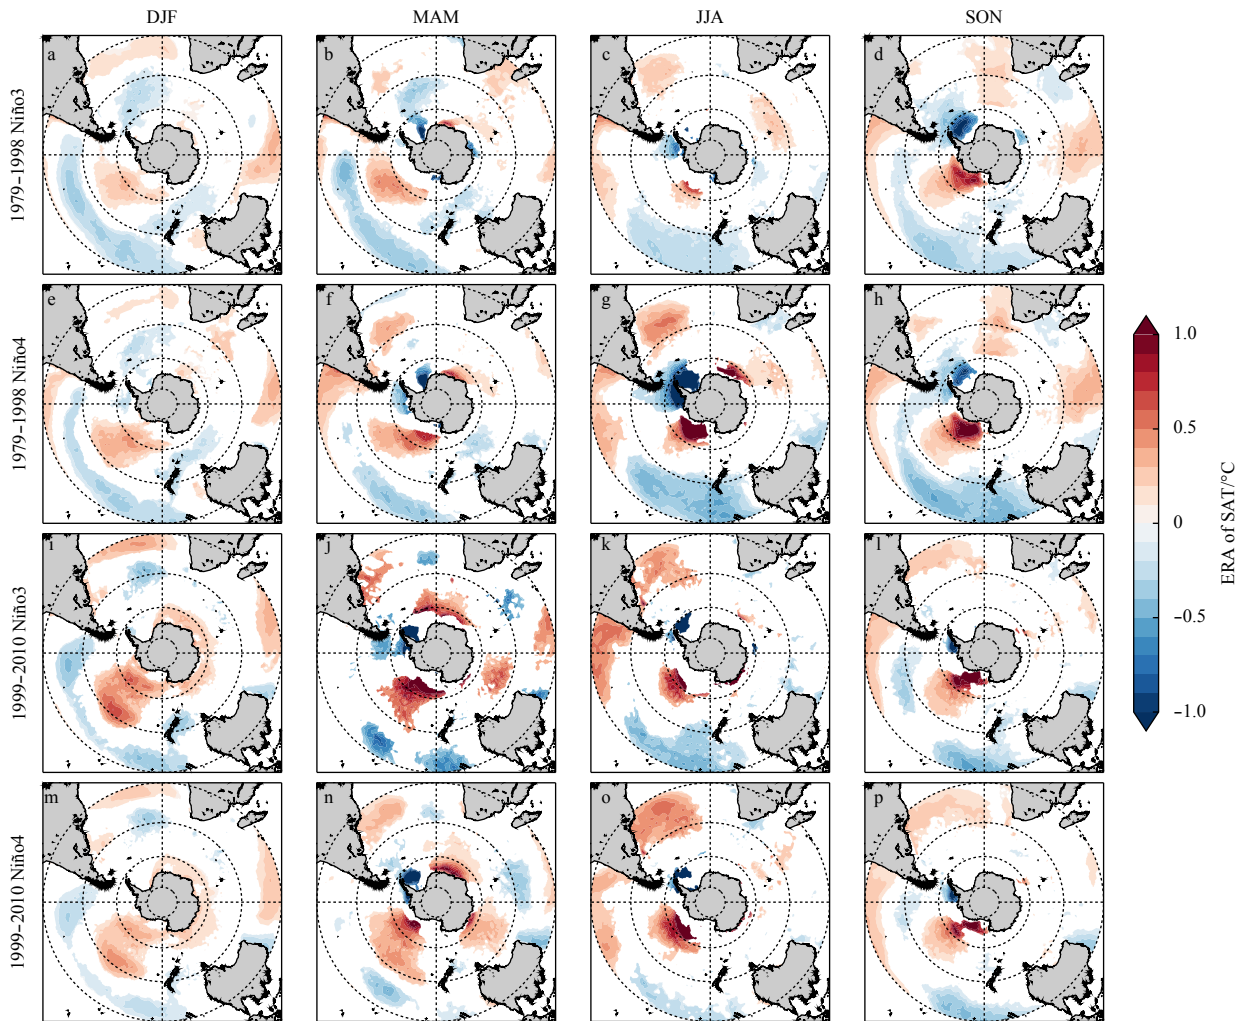 DJF MAM JJA SON
1979−1998 Niño3
a b c d
1979−1998 Niño4
e f g h
1999−2010 Niño3
i j k l
1999−2010 Niño4
m n o p
1.0
0.5
0
−0.5
−1.0
ERA of SAT/°C